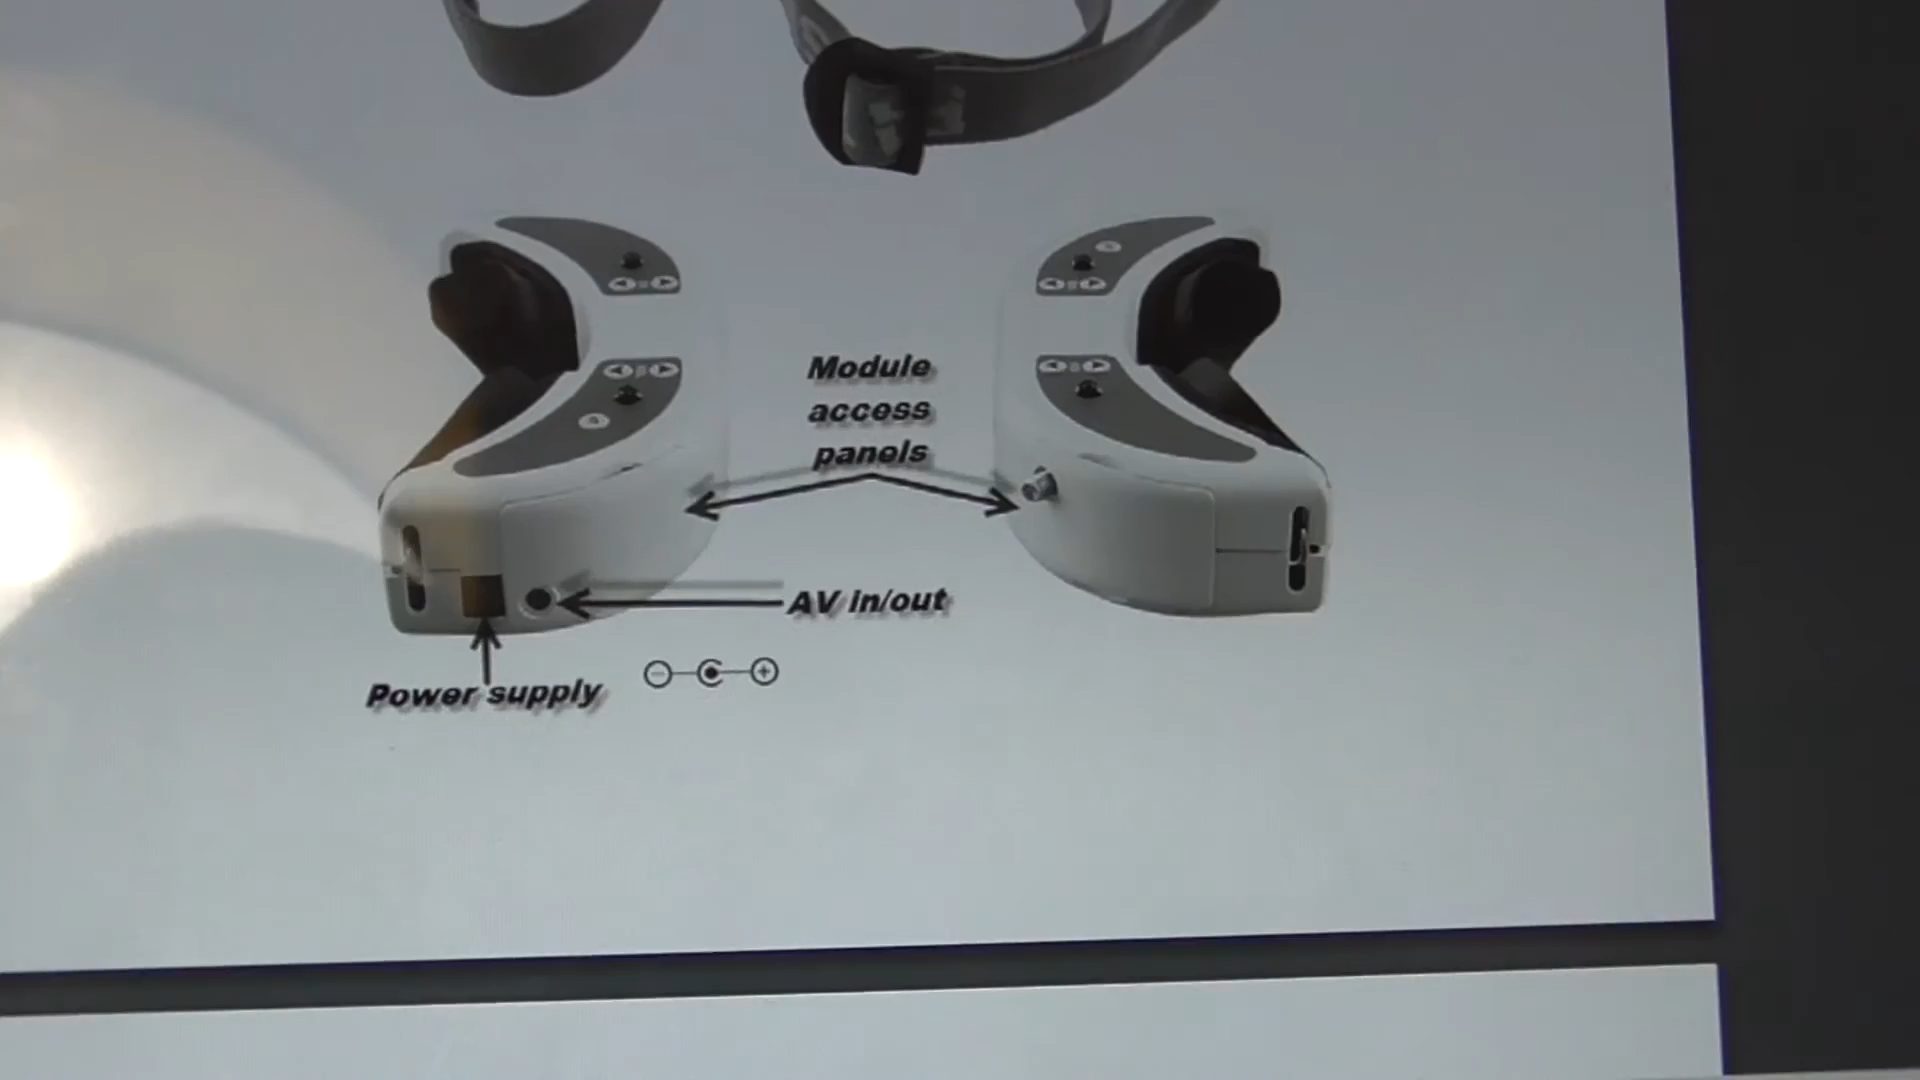 Module
access
panels
AV in/out
Power supply